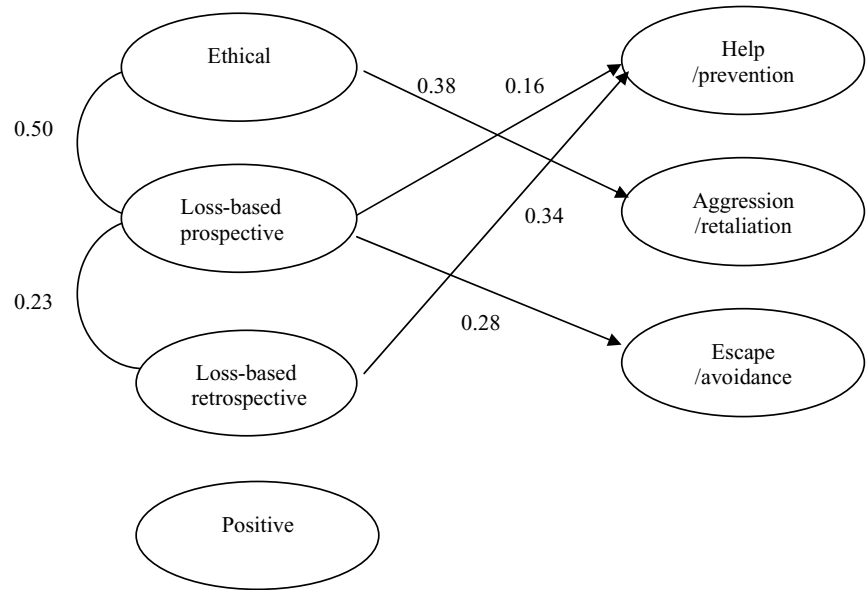 Ethical
Help
/prevention
0.38
0.16
0.50
Loss-based
prospective
Aggression
/retaliation
0.34
0.23
0.28
Loss-based
retrospective
Escape
/avoidance
Positive